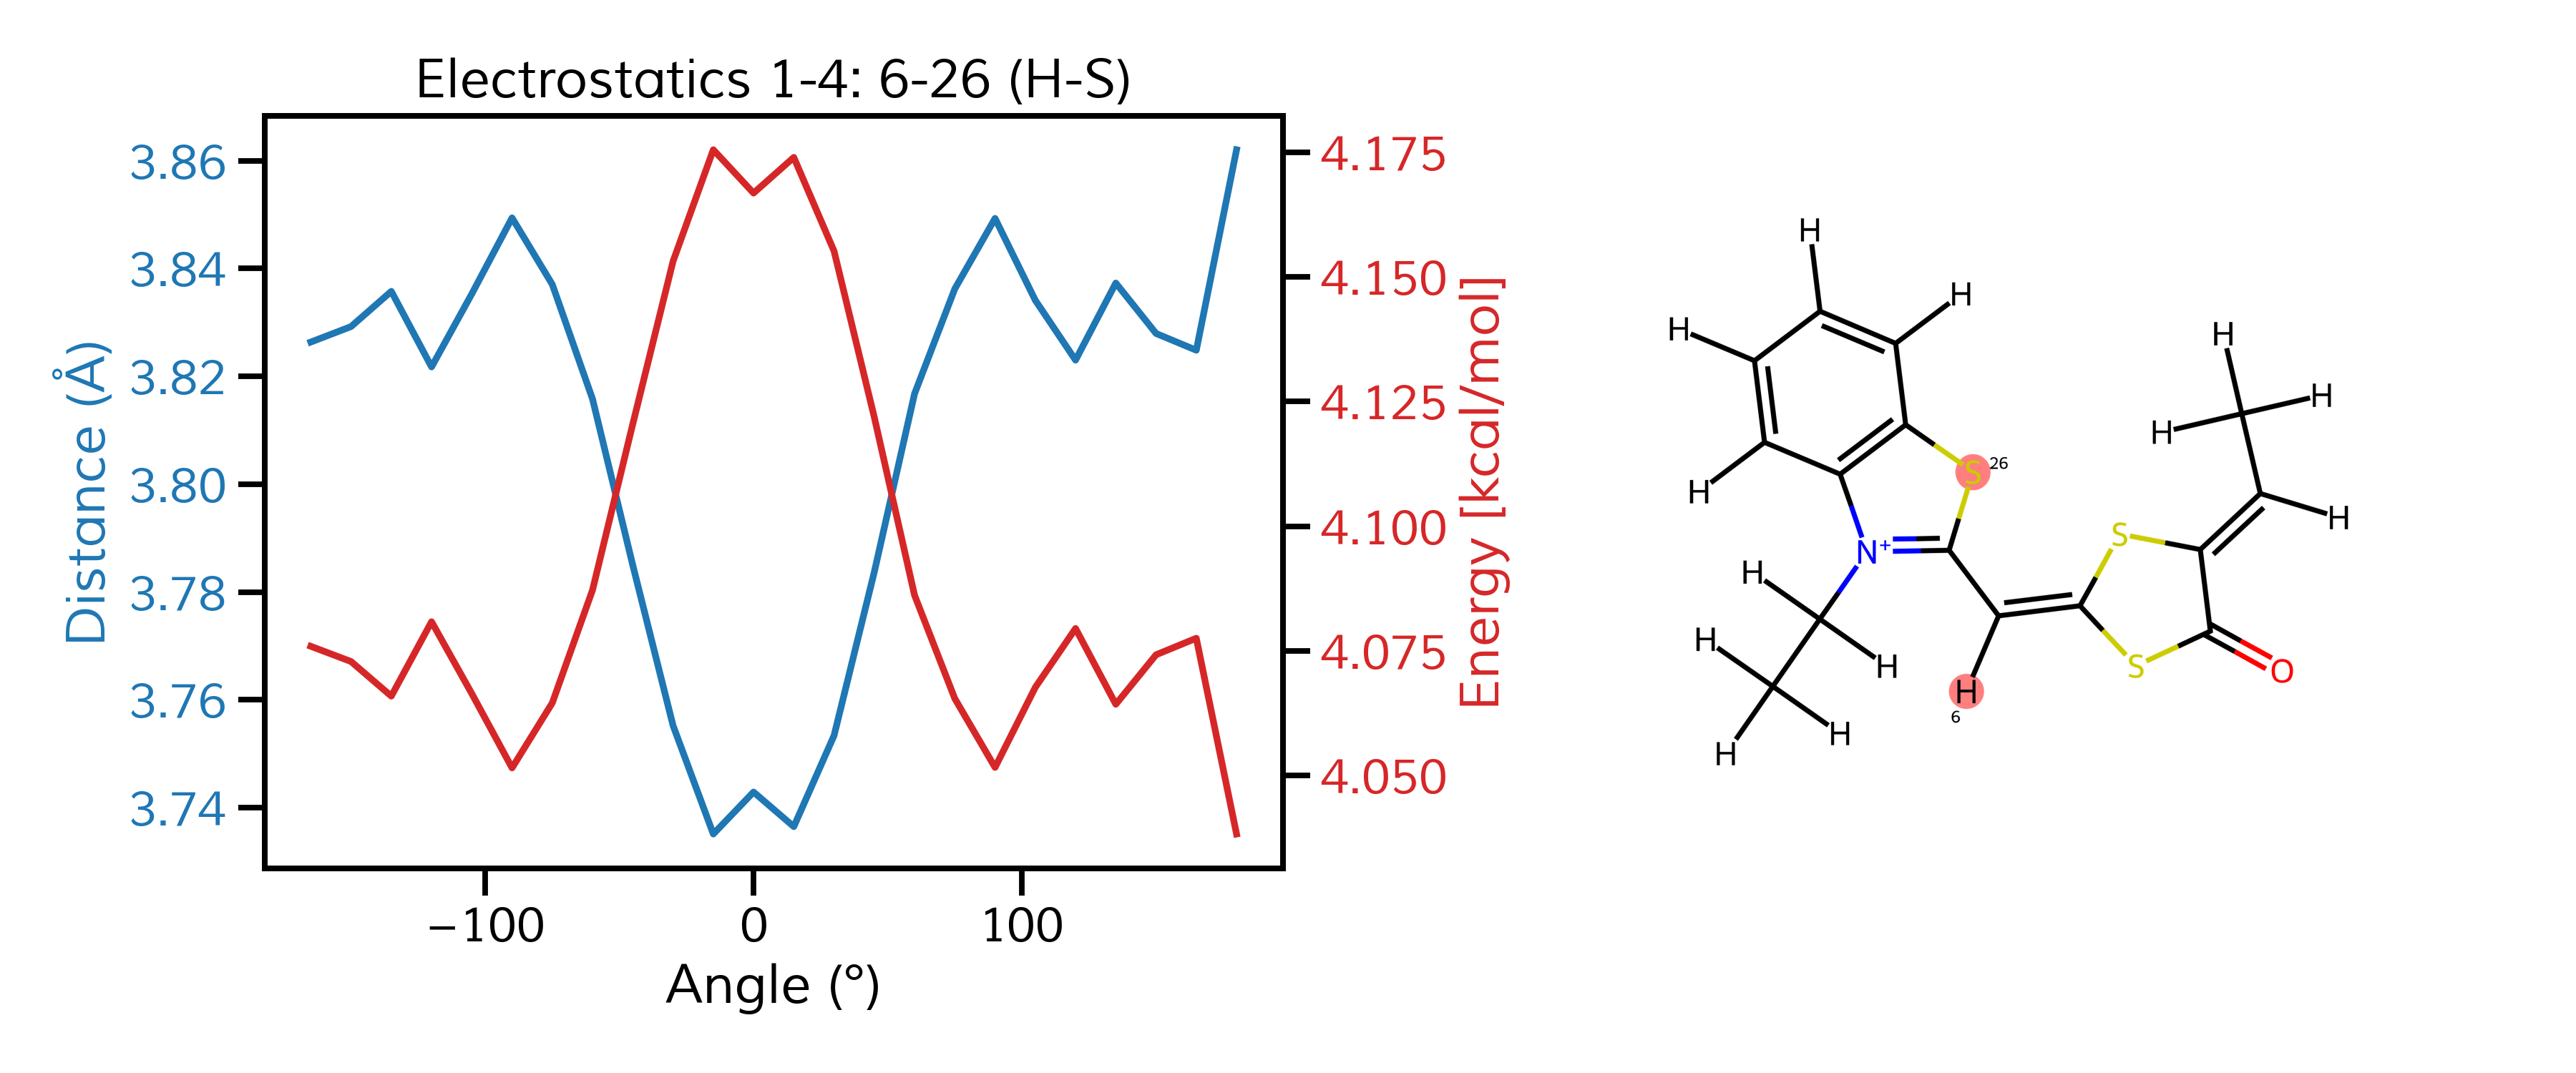 Electrostatics 1-4: 6-26 (H-S)
Distance (Å)
3.86
3.84
3.82
3.80
3.78
3.76
3.74
−100
0
100
Angle (°)
4.175
4.150
4.125
4.100
4.075
4.050
Energy [kcal/mol]
H
H
H
H
H
H
H
S 26
H
H
S
N+
H
H
H
S
O
H 6
H
H